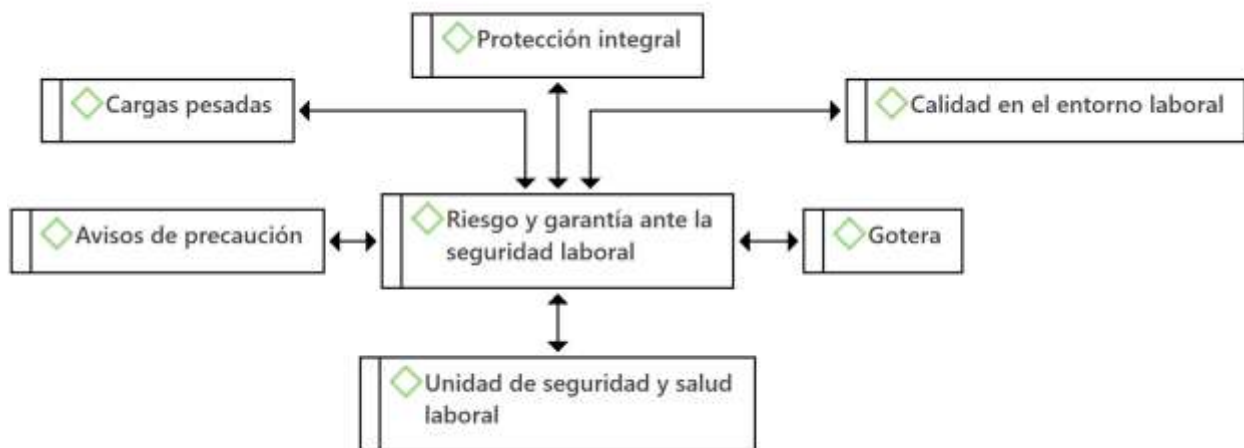 Protección integral
Cargas pesadas
Calidad en el entorno laboral
Avisos de precaución
Riesgo y garantía ante la
seguridad laboral
Gotera
Unidad de seguridad y salud
laboral